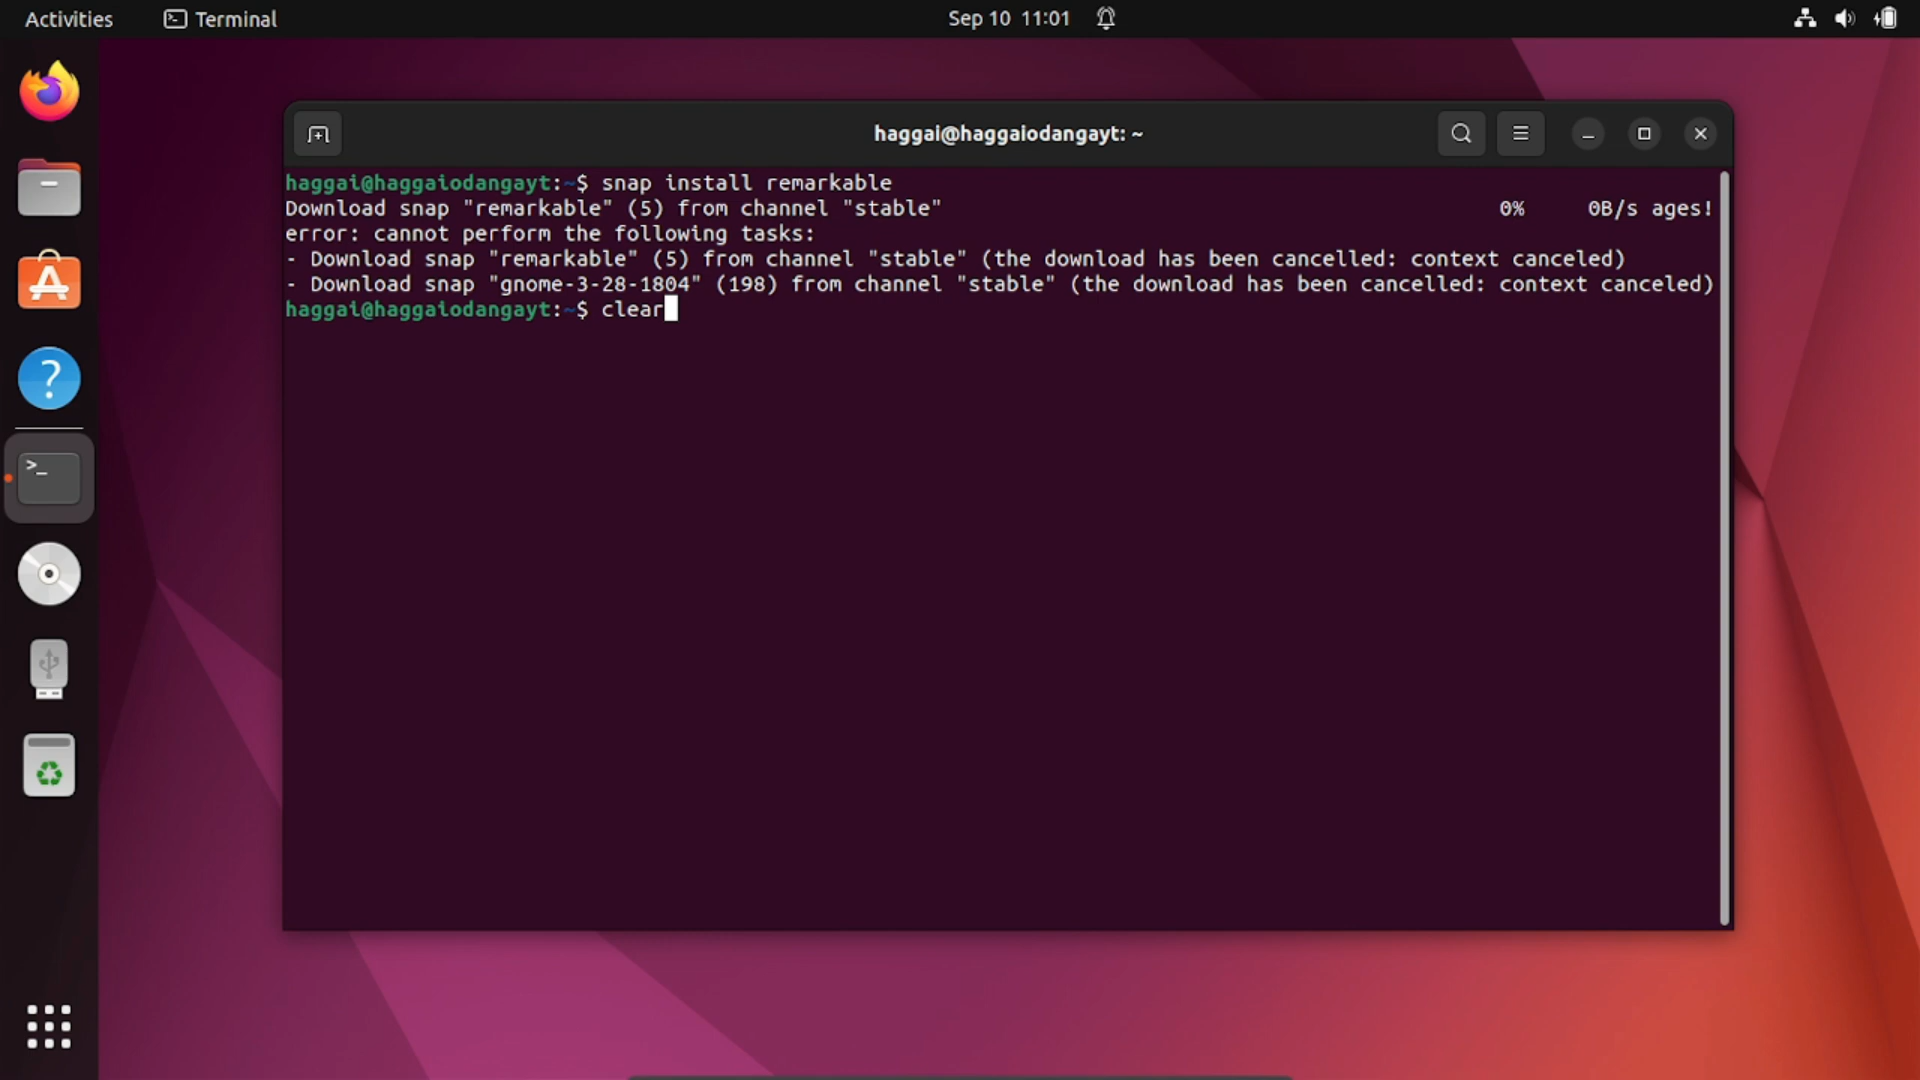 Activities
Terminal
Sep 10 11:01
haggai@haggaiodangayt: ~
haggai@haggaiodangayt:~$ snap install remarkable
Download snap "remarkable" (5) from channel "stable" 0% 0B/s ages!
error: cannot perform the following tasks:
- Download snap "remarkable" (5) from channel "stable" (the download has been cancelled: context canceled)
- Download snap "gnome-3-28-1804" (198) from channel "stable" (the download has been cancelled: context canceled)
haggai@haggaiodangayt:~$ clear